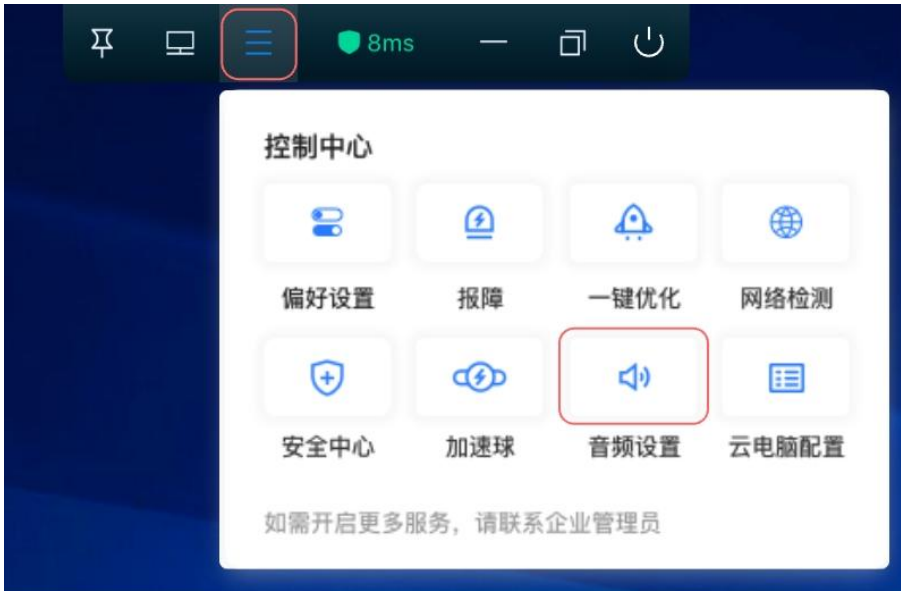 8ms
控制中心
偏好设置 报障 一键优化 网络检测
安全中心 加速球 音频设置 云电脑配置
如需开启更多服务，请联系企业管理员